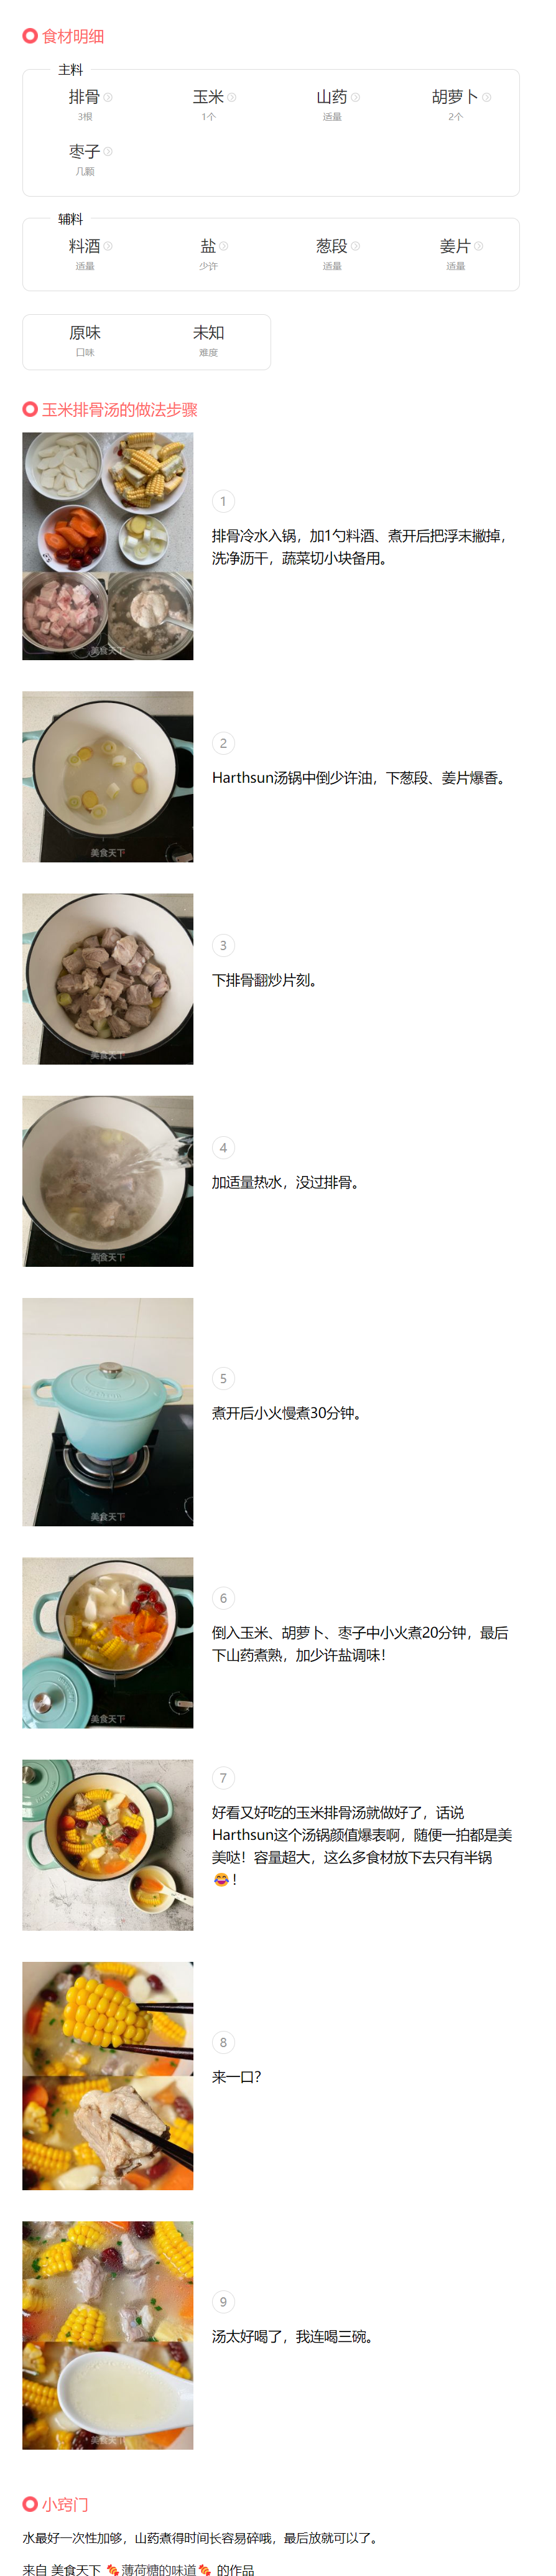 食材明细
主料
排骨 玉米 山药 胡萝卜
3根 1个 适量 2个
枣子
几颗
辅料
料酒 盐 葱段 姜片
适量 少许 适量 适量
原味 未知
口味 难度
玉米排骨汤的做法步骤
1
排骨冷水入锅，加1勺料酒、煮开后把浮末撇掉，
洗净沥干，蔬菜切小块备用。
美食天下
2
Harthsun汤锅中倒少许油，下葱段、姜片爆香。
美食天下
3
下排骨翻炒片刻。
美食天下
4
加适量热水，没过排骨。
美食天下
5
煮开后小火慢煮30分钟。
美食天下
6
倒入玉米、胡萝卜、枣子中小火煮20分钟，最后
下山药煮熟，加少许盐调味！
美食天下
7
好看又好吃的玉米排骨汤就做好了，话说
Harthsun这个汤锅颜值爆表啊，随便一拍都是美
美哒！容量超大，这么多食材放下去只有半锅
😂！
8
来一口？
9
汤太好喝了，我连喝三碗。
美食天下
小窍门
水最好一次性加够，山药煮得时间长容易碎哦，最后放就可以了。
来自 美食天下 🍬薄荷糖的味道🍬 的作品